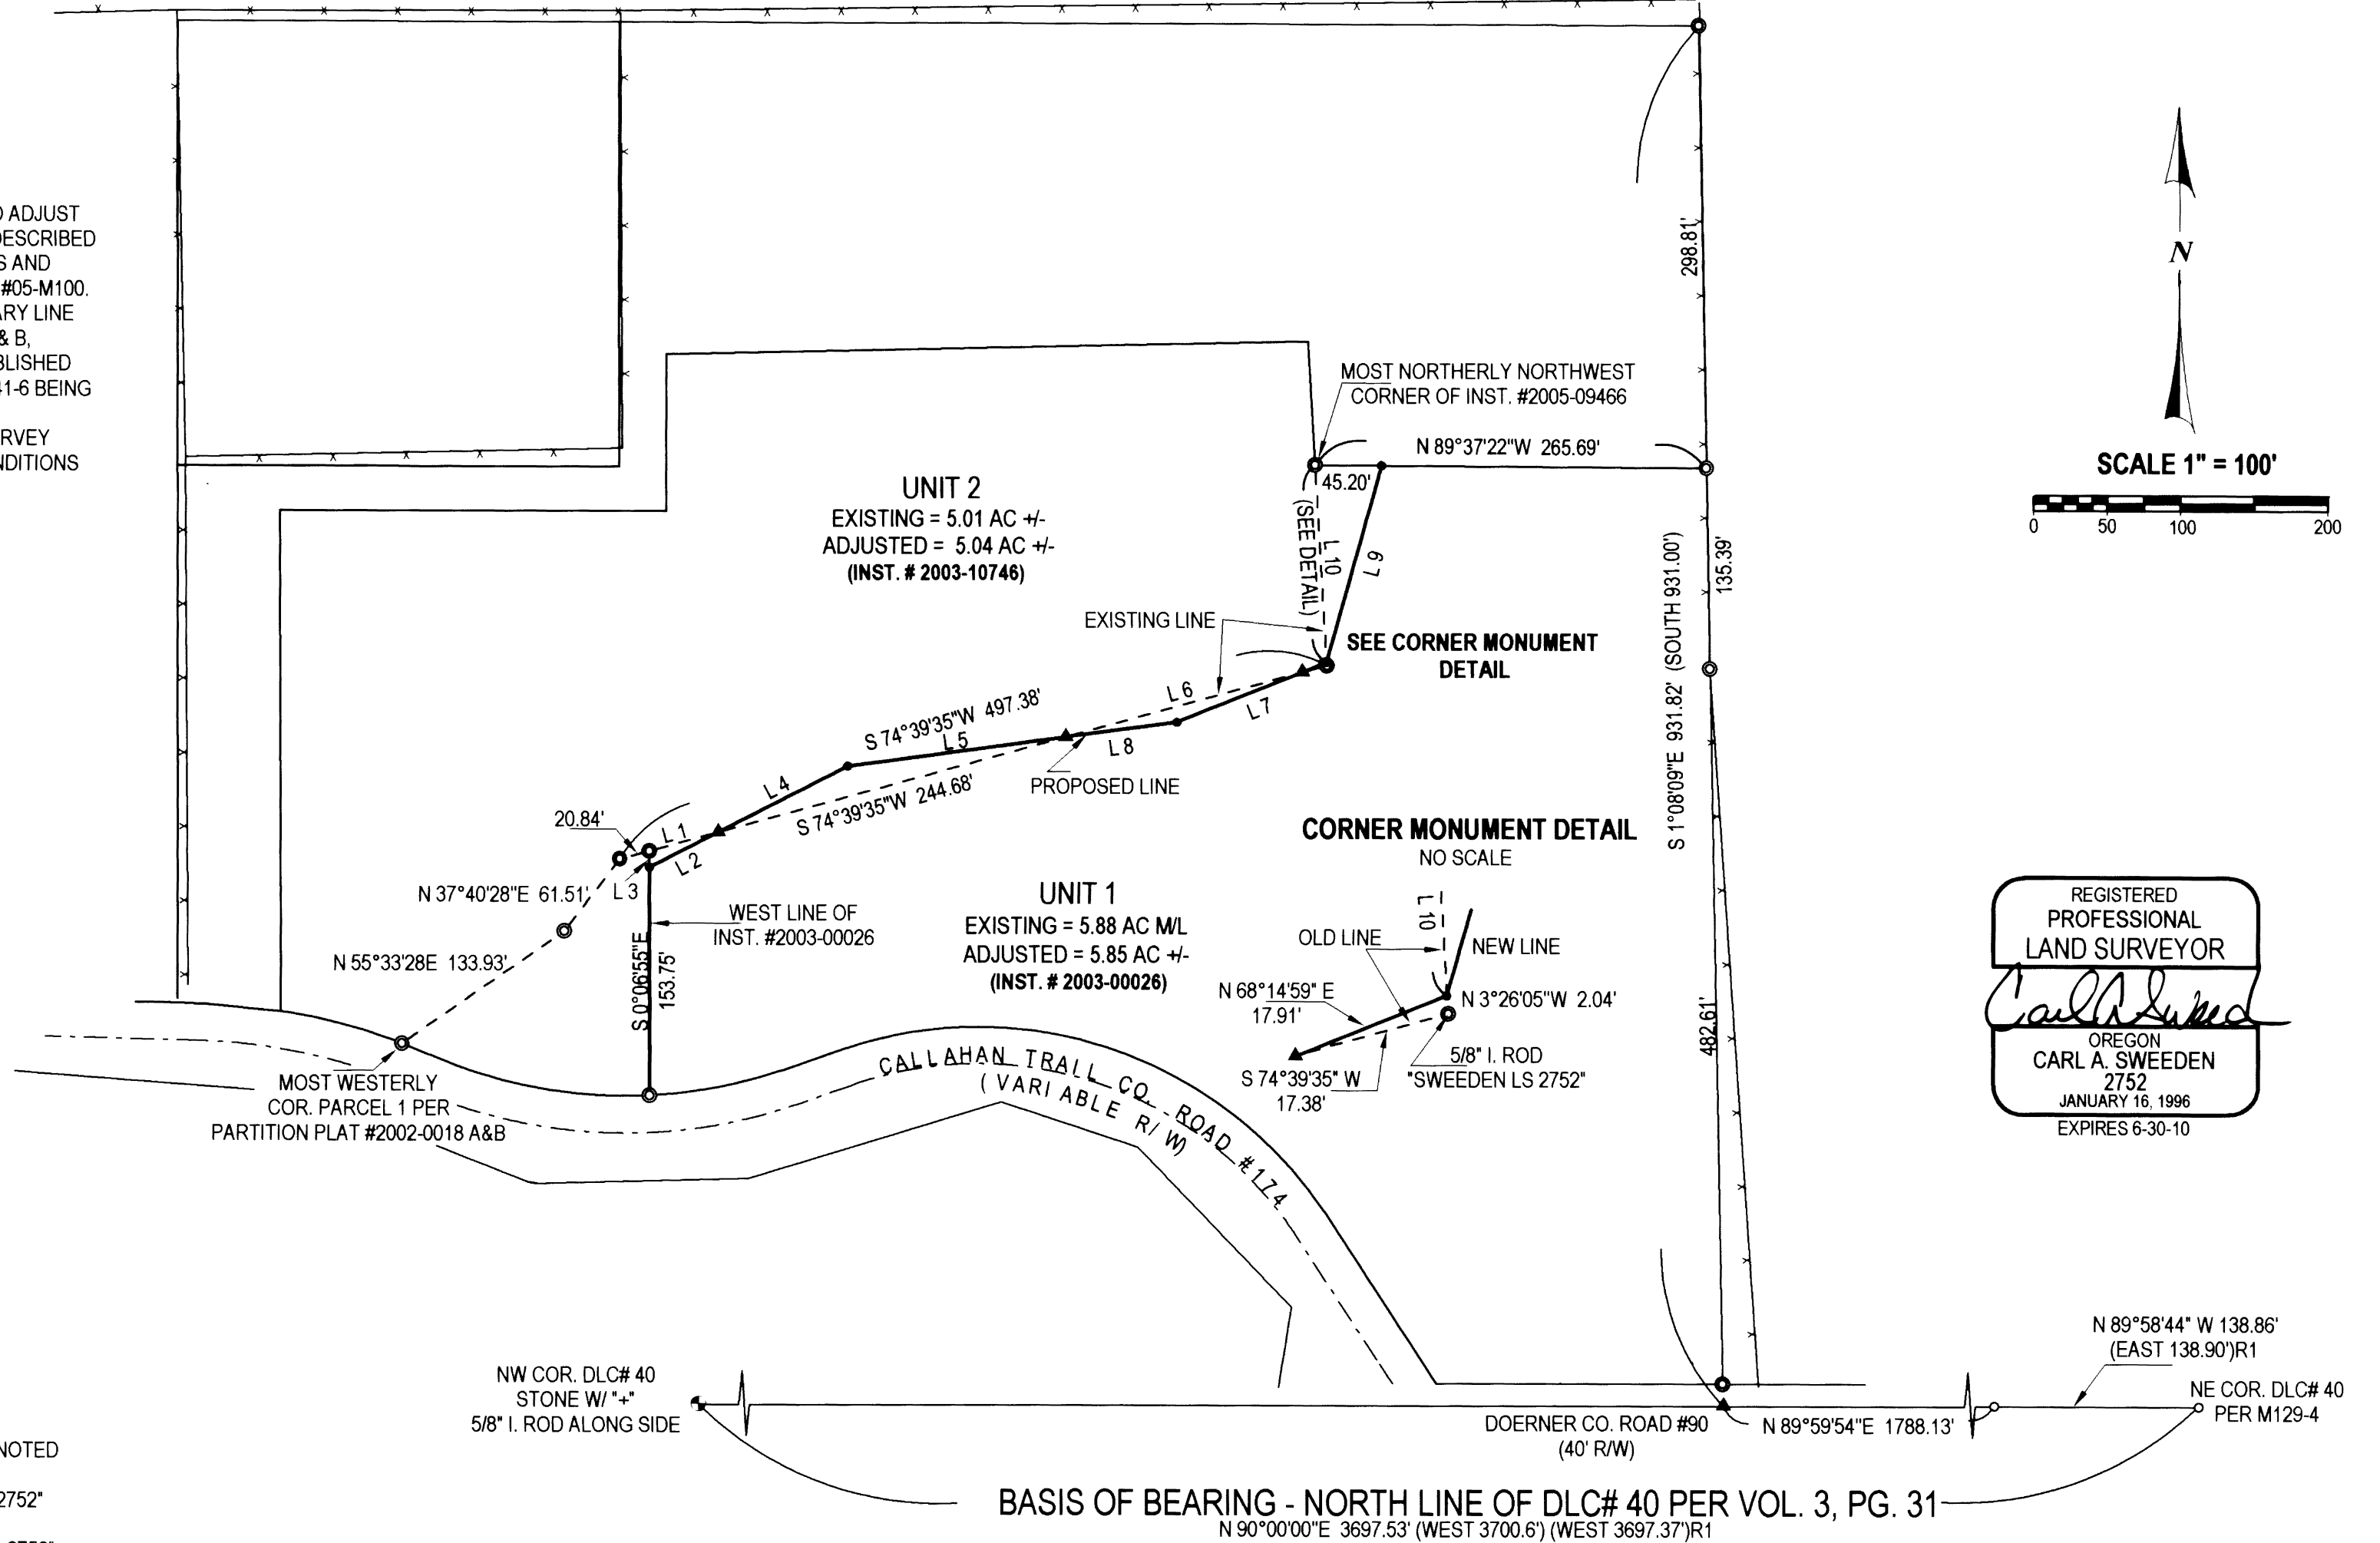 ADJUST
DESCRIBED
S AND
#05-M100.
ARY LINE
& B,
BLISHED
41-6 BEING
RVEY
NDITIONS
298.81'
N
SCALE 1" = 100'
0 50 100 200
MOST NORTHERLY NORTHWEST
CORNER OF INST. #2005-09466
N 89°37'22"W 265.69'
45.20'
(SEE DETAIL)
L 10
L 9
UNIT 2
EXISTING = 5.01 AC +/-
ADJUSTED = 5.04 AC +/-
(INST. # 2003-10746)
EXISTING LINE
SEE CORNER MONUMENT
DETAIL
S 1°08'09"E 931.82' (SOUTH 931.00')
135.39'
S 74°39'35"W 497.38'
L 6
L 7
L 5
L 8
L 4
PROPOSED LINE
S 74°39'35"W 244.68'
20.84'
L 1
L 2
L 3
N 37°40'28"E 61.51'
N 55°33'28E 133.93'
WEST LINE OF
INST. #2003-00026
S 0°06'55"E
153.75'
UNIT 1
EXISTING = 5.88 AC M/L
ADJUSTED = 5.85 AC +/-
(INST. # 2003-00026)
CORNER MONUMENT DETAIL
NO SCALE
L 10
OLD LINE
NEW LINE
N 68°14'59" E
17.91'
N 3°26'05"W 2.04'
5/8" I. ROD
"SWEEDEN LS 2752"
S 74°39'35" W
17.38'
482.61'
REGISTERED
PROFESSIONAL
LAND SURVEYOR
Carl A Sweeden
OREGON
CARL A. SWEEDEN
2752
JANUARY 16, 1996
EXPIRES 6-30-10
MOST WESTERLY
COR. PARCEL 1 PER
PARTITION PLAT #2002-0018 A&B
CALLAHAN TRAIL CO. ROAD #174
(VARIABLE R/W)
NW COR. DLC# 40
STONE W/ "+"
5/8" I. ROD ALONG SIDE
DOERNER CO. ROAD #90
(40' R/W)
N 89°59'54"E 1788.13'
N 89°58'44" W 138.86'
(EAST 138.90')R1
NE COR. DLC# 40
PER M129-4
NOTED
2752"
BASIS OF BEARING - NORTH LINE OF DLC# 40 PER VOL. 3, PG. 31
N 90°00'00"E 3697.53' (WEST 3700.6') (WEST 3697.37')R1